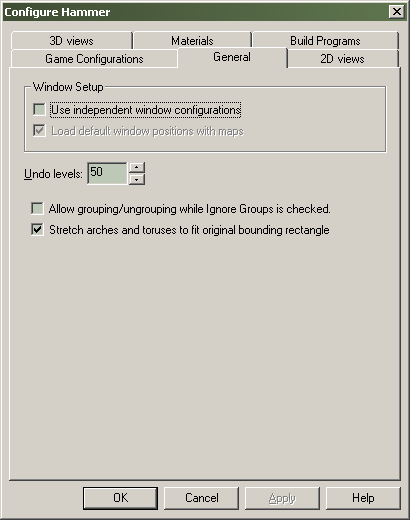 Configure Hammer
3D views Materials Build Programs
Game Configurations General 2D views
Window Setup
Use independent window configurations
Load default window positions with maps
Undo levels: 50
Allow grouping/ungrouping while Ignore Groups is checked.
Stretch arches and toruses to fit original bounding rectangle
OK Cancel Apply Help